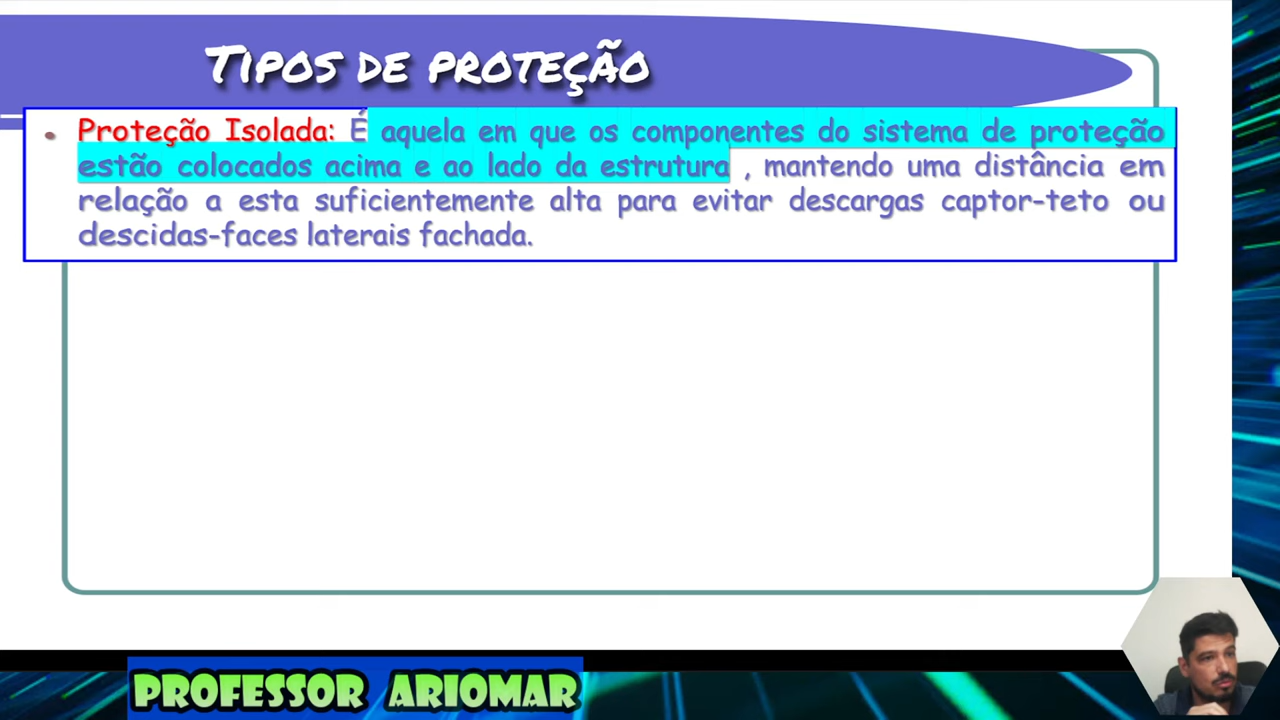 Tipos de proteção
• Proteção Isolada: É aquela em que os componentes do sistema de proteção
estão colocados acima e ao lado da estrutura , mantendo uma distância em
relação a esta suficientemente alta para evitar descargas captor-teto ou
descidas-faces laterais fachada.
PROFESSOR ARIOMAR